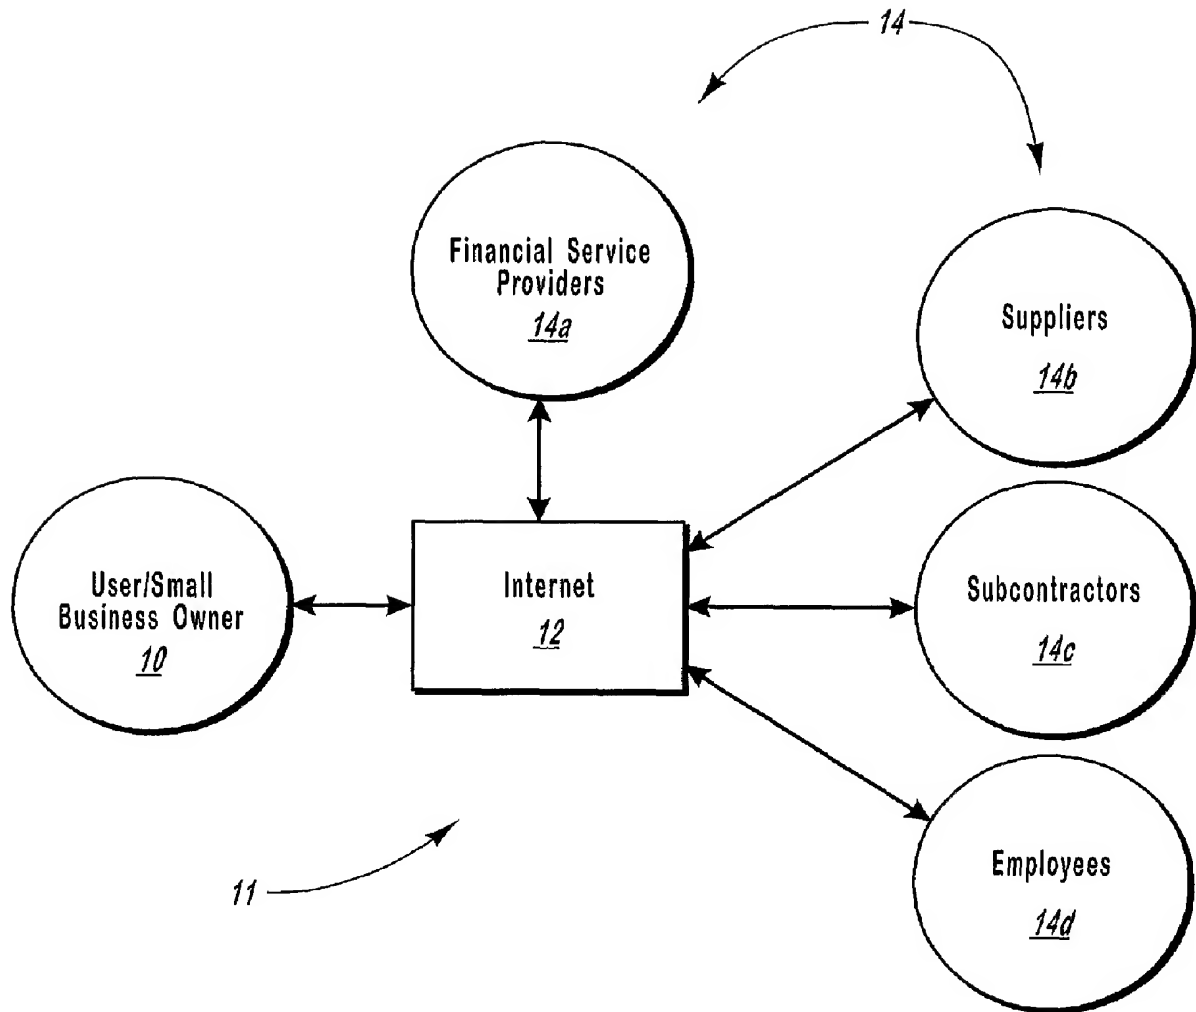 14
Financial Service
Providers
14a
Suppliers
14b
User/Small
Business Owner
10
Internet
12
Subcontractors
14c
Employees
14d
11